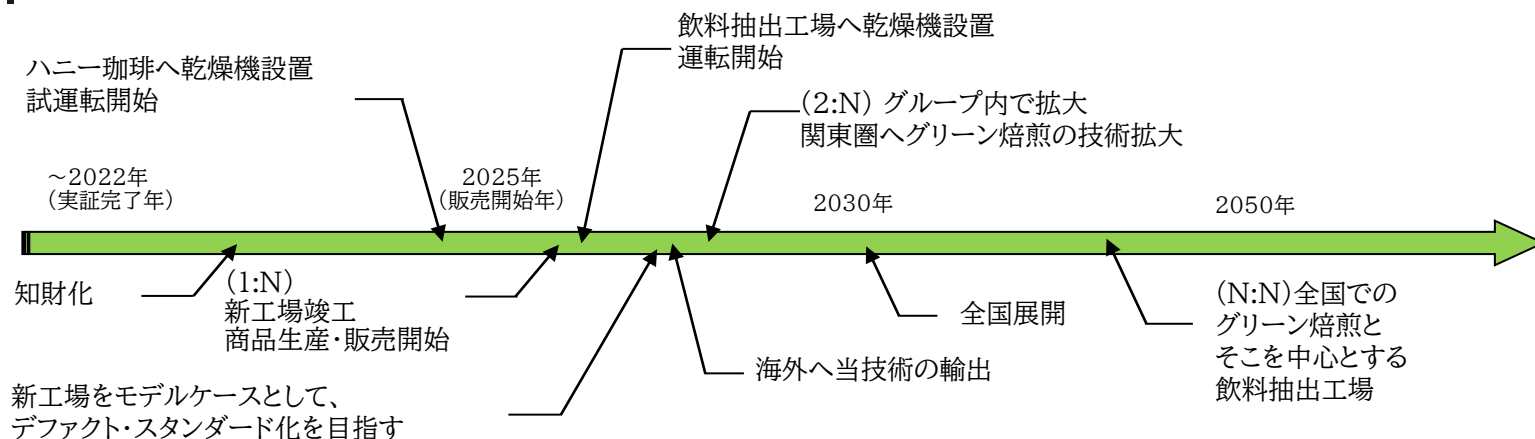 飲料抽出工場へ乾燥機設置
運転開始
ハニー珈琲へ乾燥機設置
試運転開始
(2:N) グループ内で拡大
関東圏へグリーン焙煎の技術拡大
～2022年
(実証完了年)
2025年
(販売開始年)
2030年
2050年
知財化
(1:N)
新工場竣工
商品生産・販売開始
全国展開
(N:N)全国での
グリーン焙煎と
そこを中心とする
飲料抽出工場
海外へ当技術の輸出
新工場をモデルケースとして、
デファクト・スタンダード化を目指す